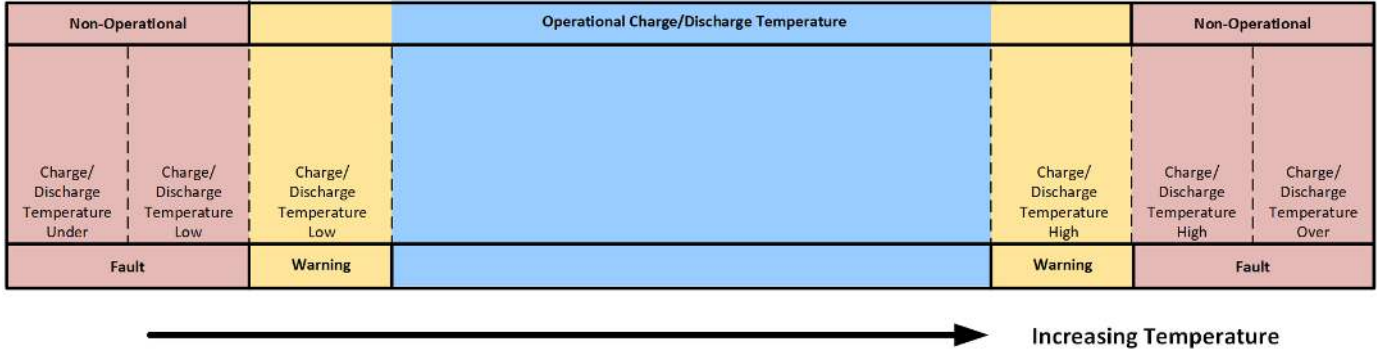 Non-Operational
Operational Charge/Discharge Temperature
Non-Operational
Charge/
Discharge
Temperature
Under
Charge/
Discharge
Temperature
Low
Charge/
Discharge
Temperature
Low
Charge/
Discharge
Temperature
High
Charge/
Discharge
Temperature
High
Charge/
Discharge
Temperature
Over
Fault
Warning
Warning
Fault
Increasing Temperature